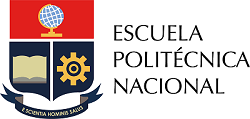 ESCUELA
POLITÉCNICA
NACIONAL
E SCIENTIA HOMINIS SALUS